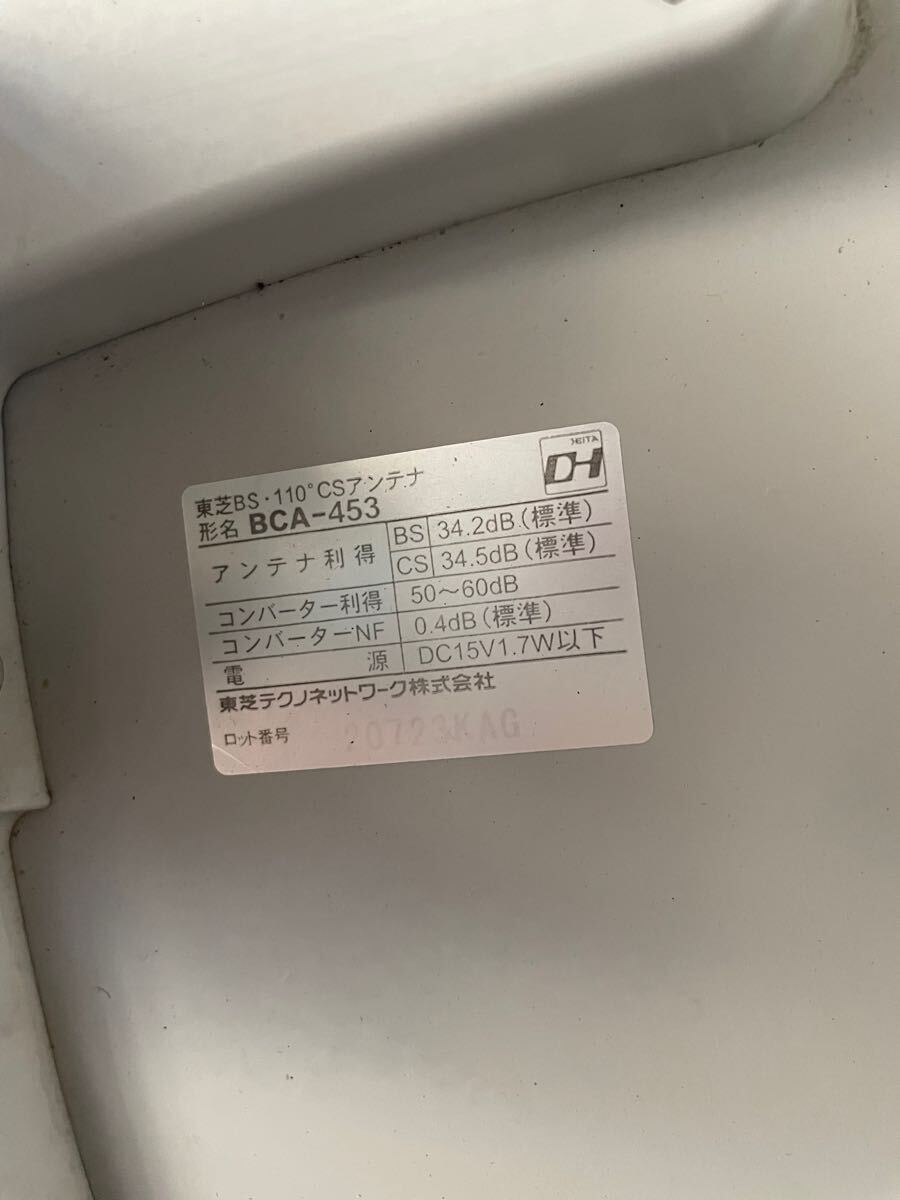 JEITA
DH
東芝BS・110°CSアンテナ
形名 BCA-453
アンテナ利得 BS 34.2dB(標準)
CS 34.5dB(標準)
コンバーター利得 50～60dB
コンバーターNF 0.4dB(標準)
電源 DC15V1.7W以下
東芝テクノネットワーク株式会社
ロット番号 20723KAG